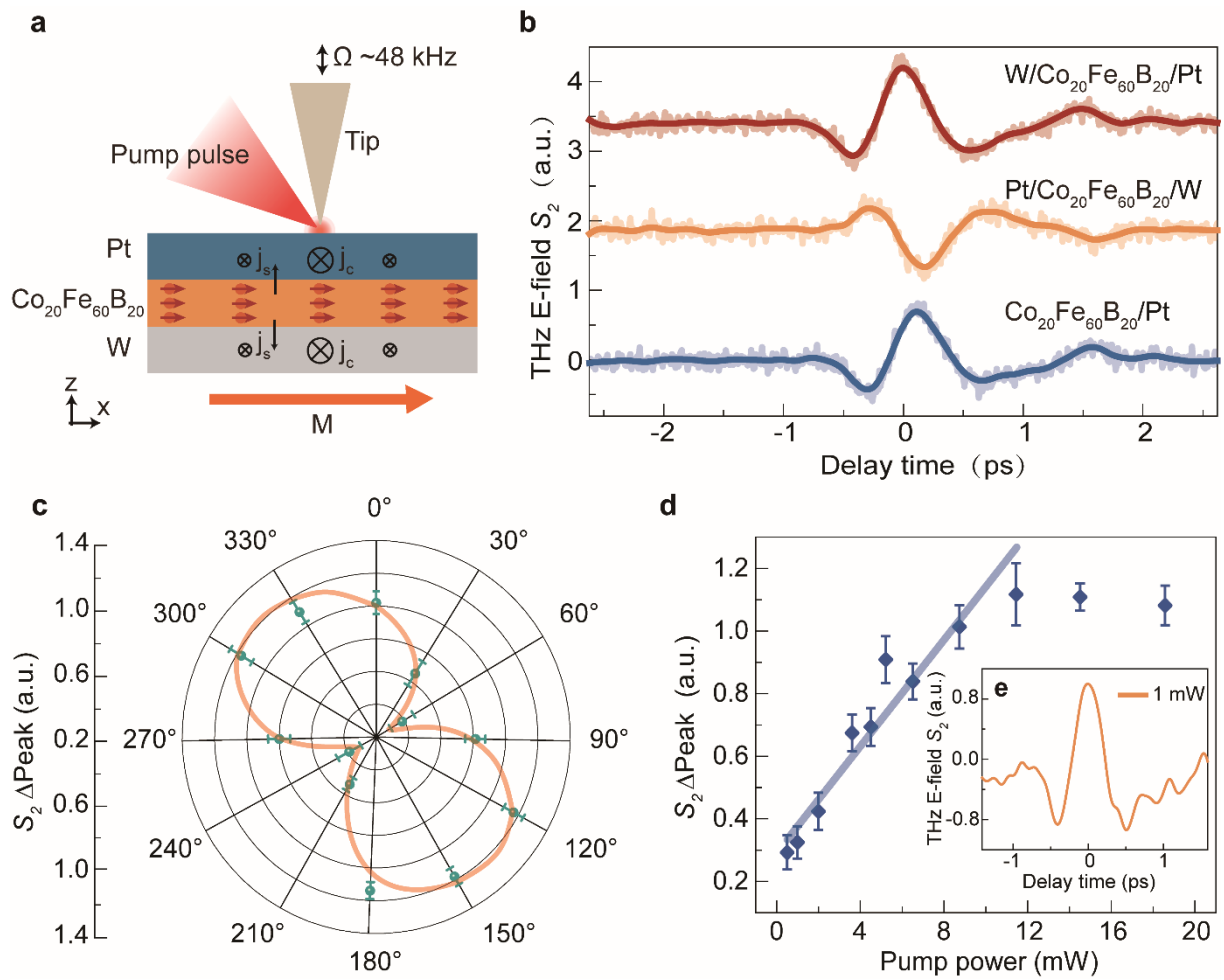 a
Ω ~48 kHz
Tip
Pump pulse
Pt
j_s
j_c
Co₂₀Fe₆₀B₂₀
W
j_s
j_c
z
x
M
b
THz E-field S₂ (a.u.)
4
3
2
1
0
W/Co₂₀Fe₆₀B₂₀/Pt
Pt/Co₂₀Fe₆₀B₂₀/W
Co₂₀Fe₆₀B₂₀/Pt
-2
-1
0
1
2
Delay time (ps)
c
S₂ ΔPeak (a.u.)
1.4
1.0
0.6
0.2
0.6
1.0
1.4
0°
30°
60°
90°
120°
150°
180°
210°
240°
270°
300°
330°
d
S₂ ΔPeak (a.u.)
1.2
1.0
0.8
0.6
0.4
0.2
0
4
8
12
16
20
Pump power (mW)
e
1 mW
THz E-field S₂ (a.u.)
0.8
0.0
-0.8
-1
0
1
Delay time (ps)